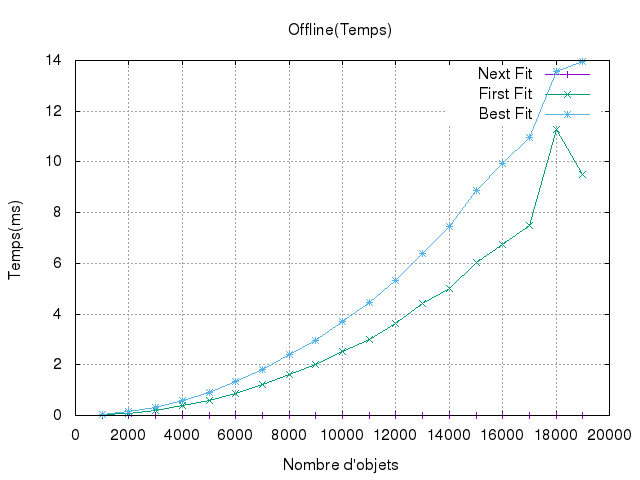 Offline(Temps)
14
12
10
8
6
4
2
0
Temps(ms)
Next Fit
First Fit
Best Fit
0 2000 4000 6000 8000 10000 12000 14000 16000 18000 20000
Nombre d'objets